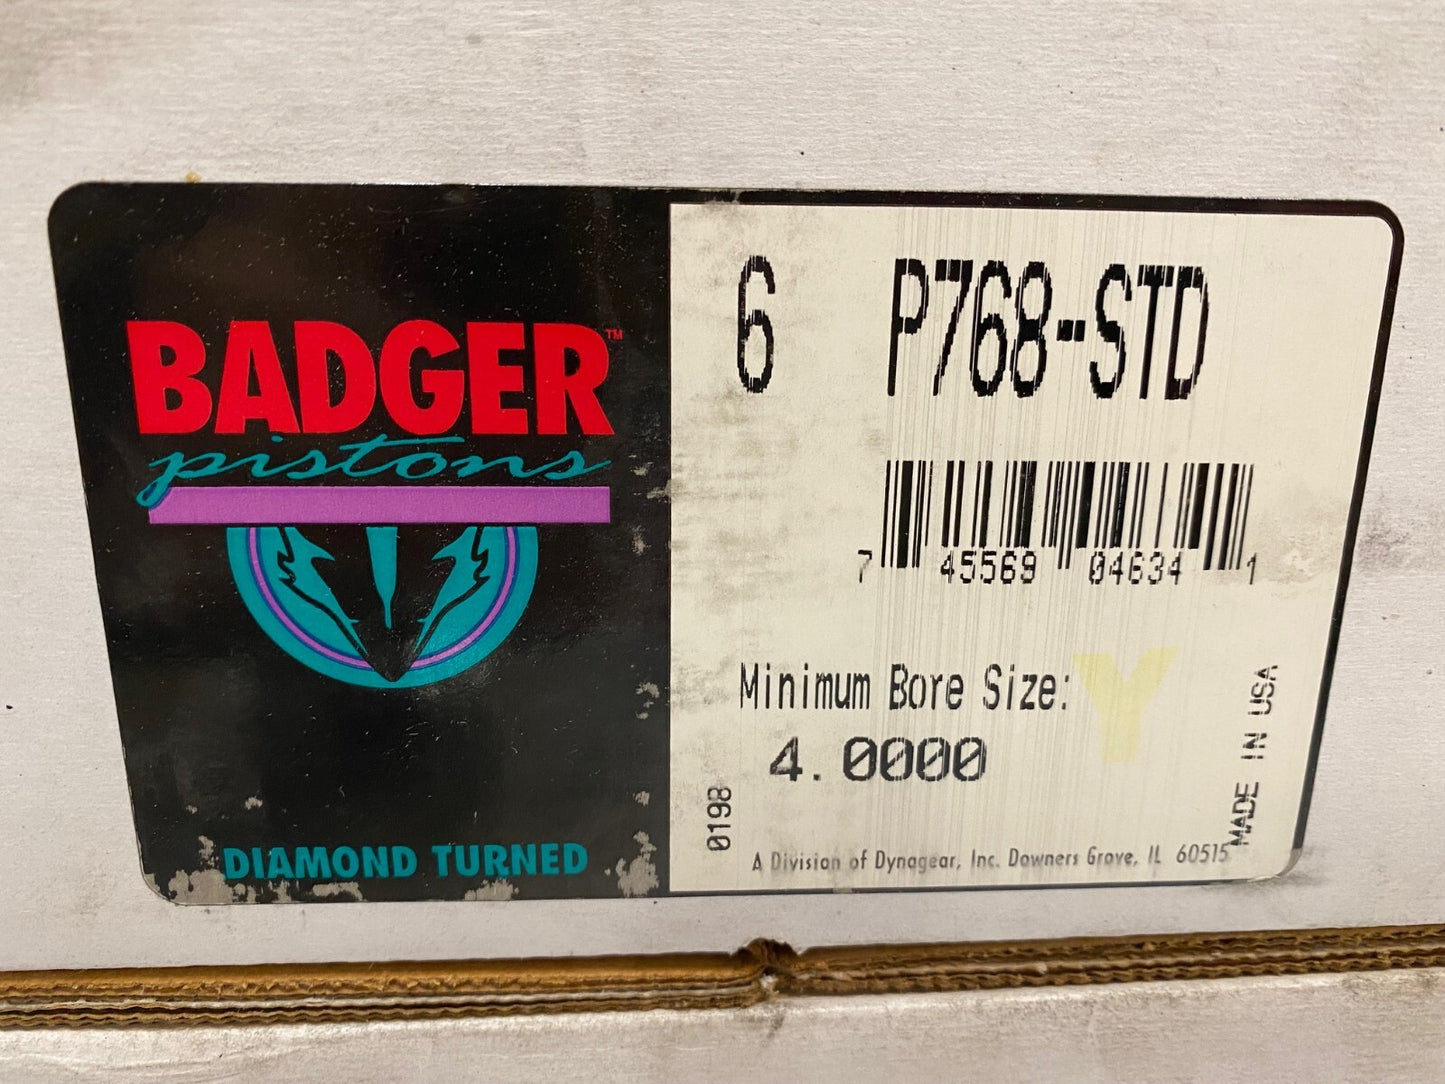 BADGER™
pistons
DIAMOND TURNED
6 P768-STD
7 45569 04634 1
Minimum Bore Size:
Y
4.0000
0198
MADE IN USA
A Division of Dynagear, Inc. Downers Grove, IL 60515